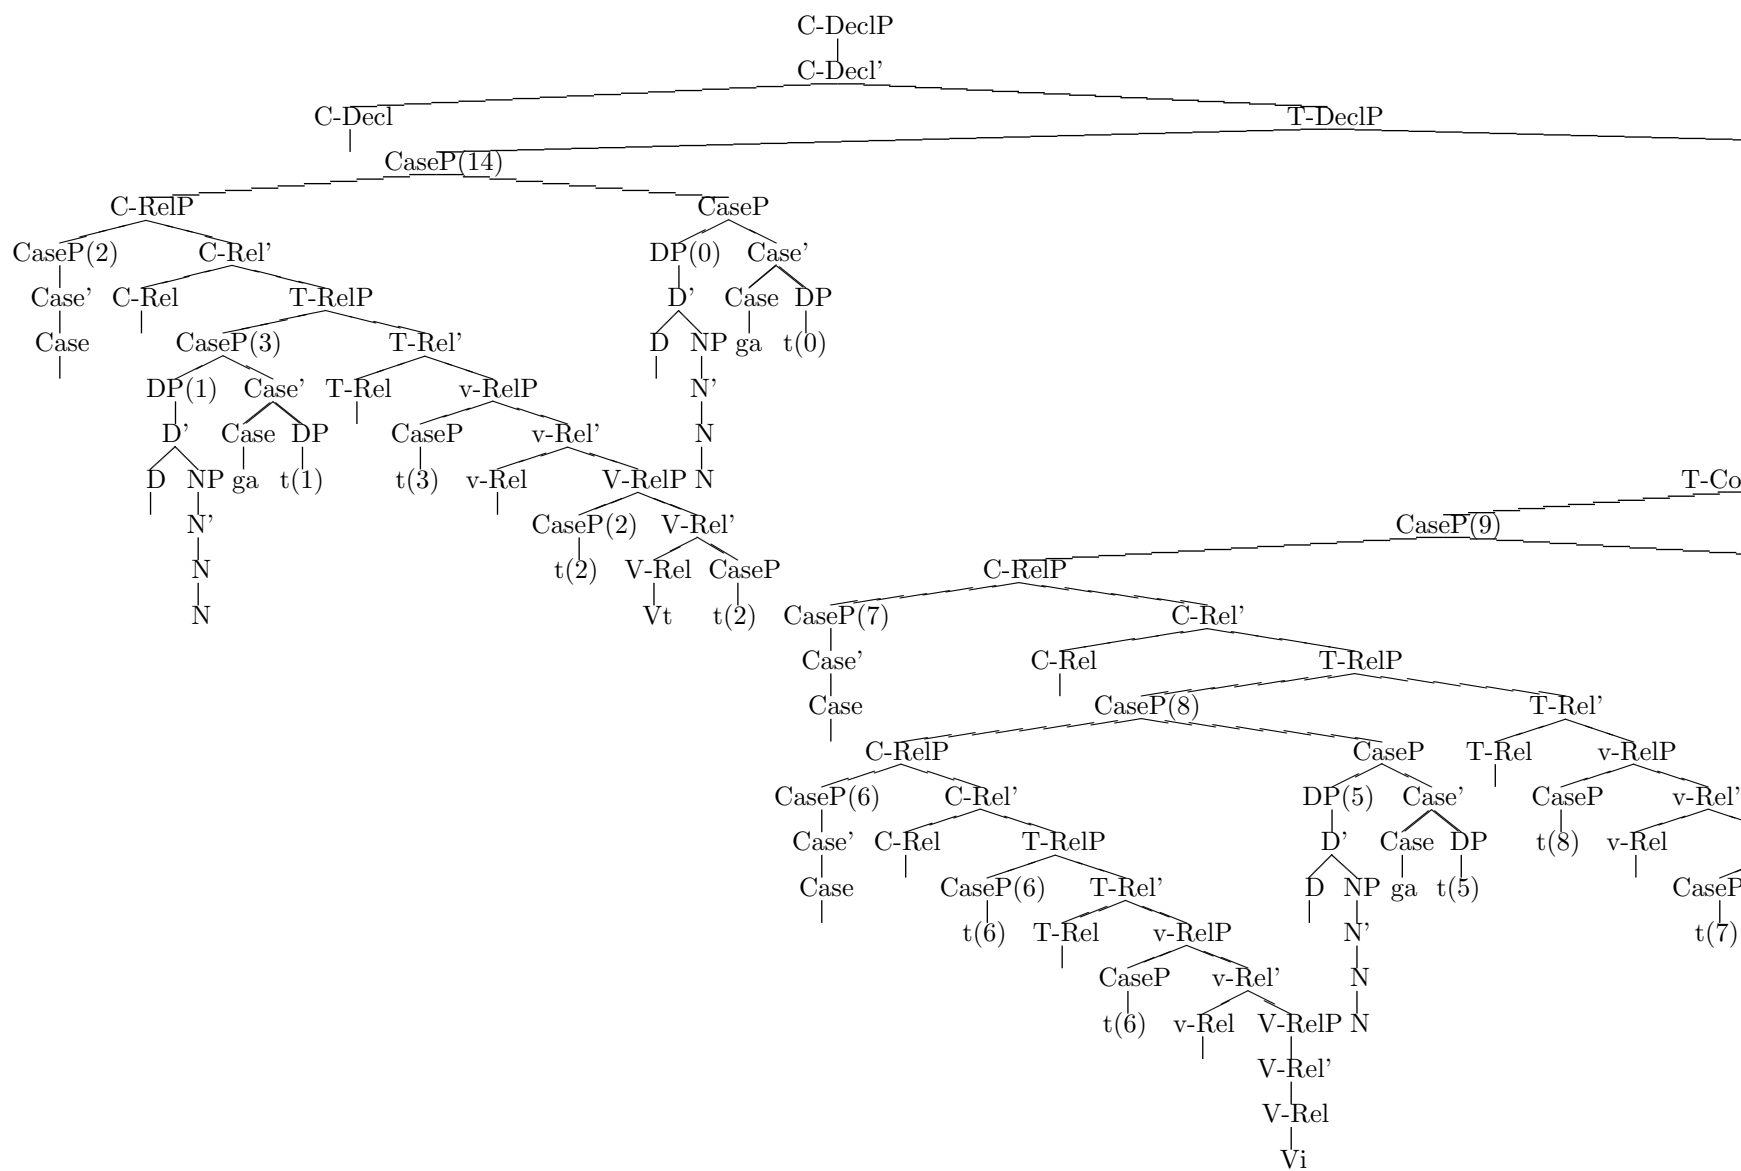 C-DeclP
C-Decl’
C-Decl T-DeclP
CaseP(14)
C-RelP CaseP
CaseP(2) C-Rel’ DP(0) Case’
Case’ C-Rel T-RelP D’ Case DP
Case CaseP(3) T-Rel’ D NP ga t(0)
DP(1) Case’ T-Rel v-RelP N’
D’ Case DP CaseP v-Rel’ N
D NP ga t(1) t(3) v-Rel V-RelP N T-Co
N’ CaseP(2) V-Rel’ CaseP(9)
N t(2) V-Rel CaseP C-RelP
N Vt t(2) CaseP(7) C-Rel’
Case’ C-Rel T-RelP
Case CaseP(8) T-Rel’
C-RelP CaseP T-Rel v-RelP
CaseP(6) C-Rel’ DP(5) Case’ CaseP v-Rel’
Case’ C-Rel T-RelP D’ Case DP t(8) v-Rel
Case CaseP(6) T-Rel’ D NP ga t(5) CaseP
t(6) T-Rel v-RelP N’ t(7)
CaseP v-Rel’ N
t(6) v-Rel V-RelP N
V-Rel’
V-Rel
Vi